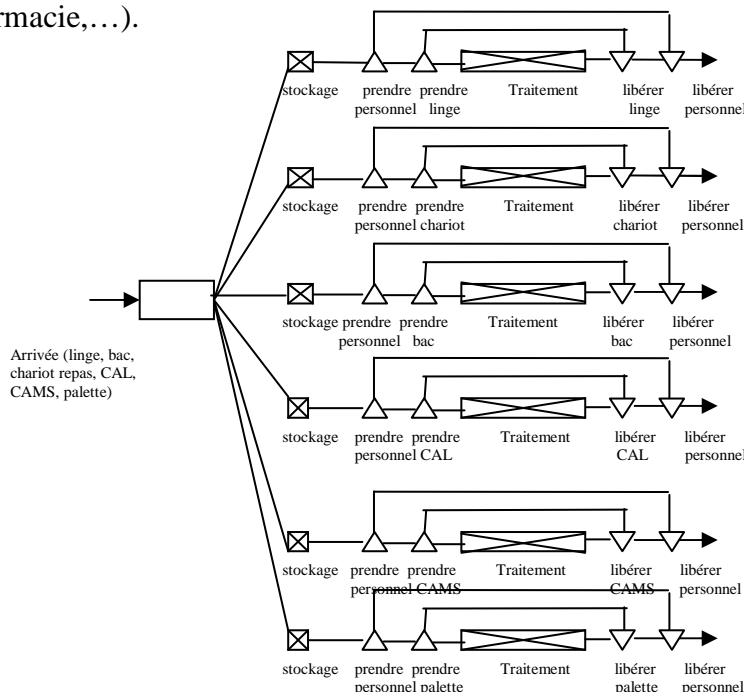 rmacie,…).
stockage prendre prendre Traitement libérer libérer
personnel linge linge personnel
stockage prendre prendre Traitement libérer libérer
personnel chariot chariot personnel
stockage prendre prendre Traitement libérer libérer
personnel bac bac personnel
Arrivée (linge, bac,
chariot repas, CAL,
CAMS, palette)
stockage prendre prendre Traitement libérer libérer
personnel CAL CAL personnel
stockage prendre prendre Traitement libérer libérer
personnel CAMS CAMS personnel
stockage prendre prendre Traitement libérer libérer
personnel palette palette personnel